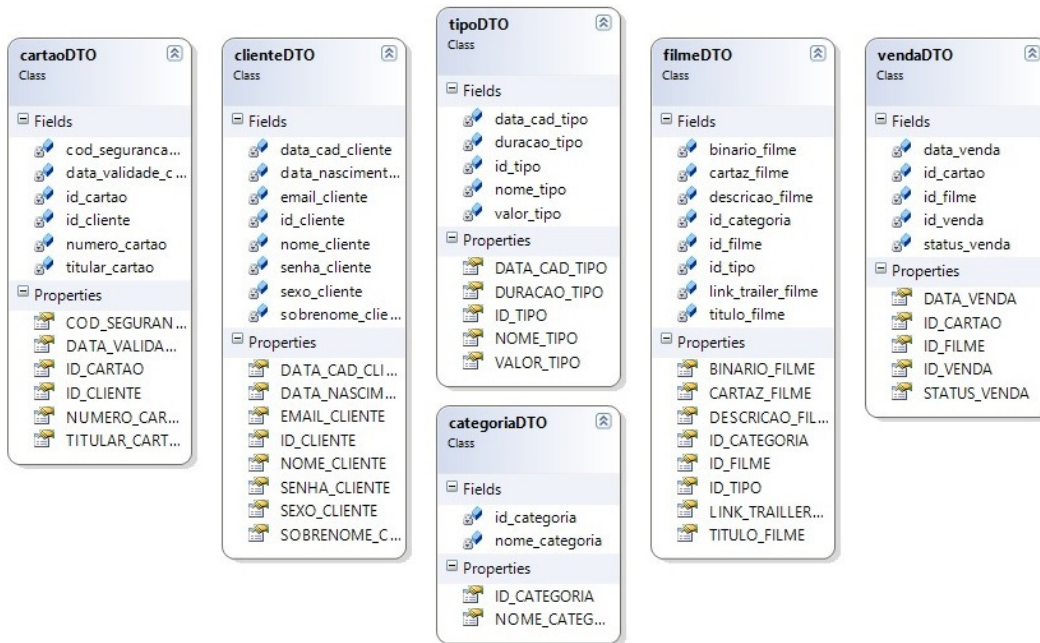 cartaoDTO
Class
Fields
cod_seguranca...
data_validade_c...
id_cartao
id_cliente
numero_cartao
titular_cartao
Properties
COD_SEGURAN...
DATA_VALIDA...
ID_CARTAO
ID_CLIENTE
NUMERO_CAR...
TITULAR_CART...
clienteDTO
Class
Fields
data_cad_cliente
data_nasciment...
email_cliente
id_cliente
nome_cliente
senha_cliente
sexo_cliente
sobrenome_clie...
Properties
DATA_CAD_CLI...
DATA_NASCIM...
EMAIL_CLIENTE
ID_CLIENTE
NOME_CLIENTE
SENHA_CLIENTE
SEXO_CLIENTE
SOBRENOME_C...
tipoDTO
Class
Fields
data_cad_tipo
duracao_tipo
id_tipo
nome_tipo
valor_tipo
Properties
DATA_CAD_TIPO
DURACAO_TIPO
ID_TIPO
NOME_TIPO
VALOR_TIPO
categoriaDTO
Class
Fields
id_categoria
nome_categoria
Properties
ID_CATEGORIA
NOME_CATEG...
filmeDTO
Class
Fields
binario_filme
cartaz_filme
descricao_filme
id_categoria
id_filme
id_tipo
link_trailer_filme
titulo_filme
Properties
BINARIO_FILME
CARTAZ_FILME
DESCRICAO_FIL...
ID_CATEGORIA
ID_FILME
ID_TIPO
LINK_TRAILLER...
TITULO_FILME
vendaDTO
Class
Fields
data_venda
id_cartao
id_filme
id_venda
status_venda
Properties
DATA_VENDA
ID_CARTAO
ID_FILME
ID_VENDA
STATUS_VENDA